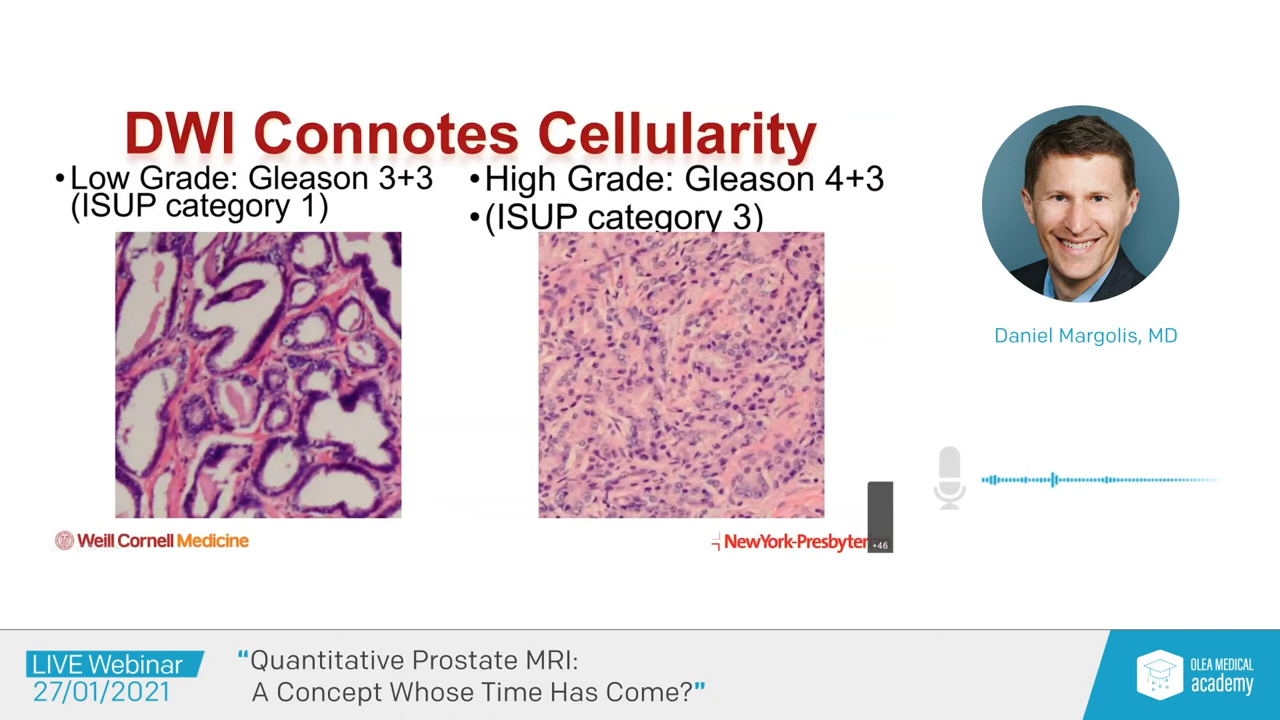 DWI Connotes Cellularity
•Low Grade: Gleason 3+3
(ISUP category 1)
•High Grade: Gleason 4+3
•(ISUP category 3)
Weill Cornell Medicine
+46
Daniel Margolis, MD
LIVE Webinar
27/01/2021
“Quantitative Prostate MRI:
A Concept Whose Time Has Come?”
OLEA MEDICAL
academy